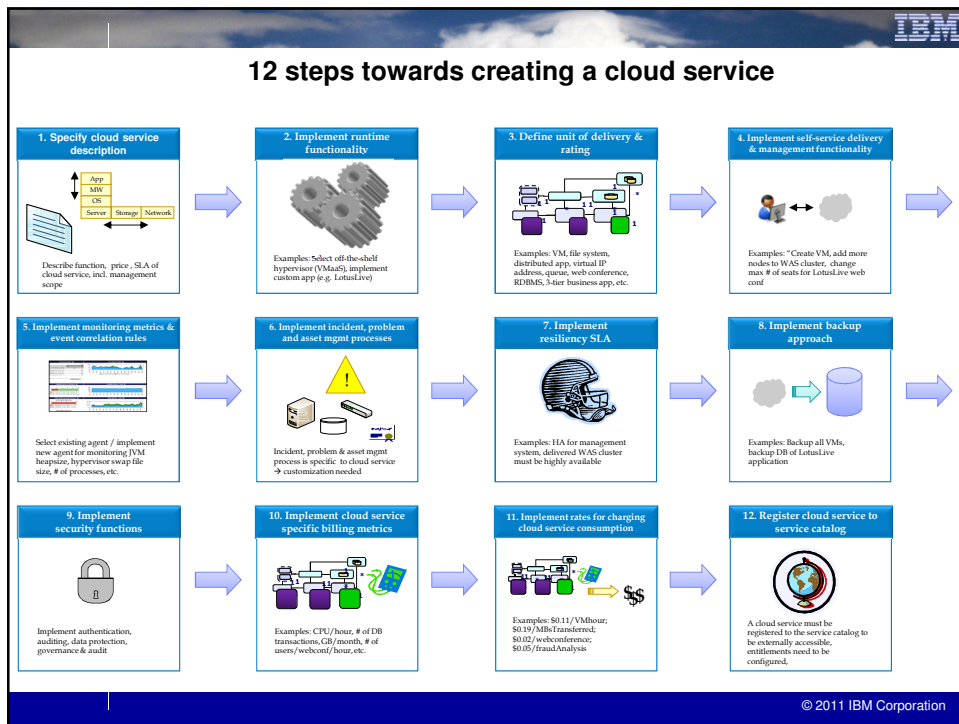 IBM
12 steps towards creating a cloud service
1. Specify cloud service
description
App
MW
OS
Server Storage Network
Describe function, price , SLA of
cloud service, incl. management
scope
2. Implement runtime
functionality
Examples: Select off-the-shelf
hypervisor (VMaaS), implement
custom app (e.g. LotusLive)
3. Define unit of delivery &
rating
Examples: VM, file system,
distributed app, virtual IP
address, queue, web conference,
RDBMS, 3-tier business app, etc.
4. Implement self-service delivery
& management functionality
Examples: “Create VM, add more
nodes to WAS cluster, change
max # of seats for LotusLive web
conf
5. Implement monitoring metrics &
event correlation rules
Select existing agent / implement
new agent for monitoring JVM
heapsize, hypervisor swap file
size, # of processes, etc.
6. Implement incident, problem
and asset mgmt processes
!
Incident, problem & asset mgmt
process is specific to cloud service
→ customization needed
7. Implement
resiliency SLA
Examples: HA for management
system, delivered WAS cluster
must be highly available
8. Implement backup
approach
Examples: Backup all VMs,
backup DB of LotusLive
application
9. Implement
security functions
Implement authentication,
auditing, data protection,
governance & audit
10. Implement cloud service
specific billing metrics
Examples: CPU/hour, # of DB
transactions, GB/month, # of
users/webconf/hour, etc.
11. Implement rates for charging
cloud service consumption
$$$
Examples: $0.11/VMhour;
$0.19/MBsTransferred;
$0.02/webconference;
$0.05/fraudAnalysis
12. Register cloud service to
service catalog
A cloud service must be
registered to the service catalog to
be externally accessible,
entitlements need to be
configured,
© 2011 IBM Corporation